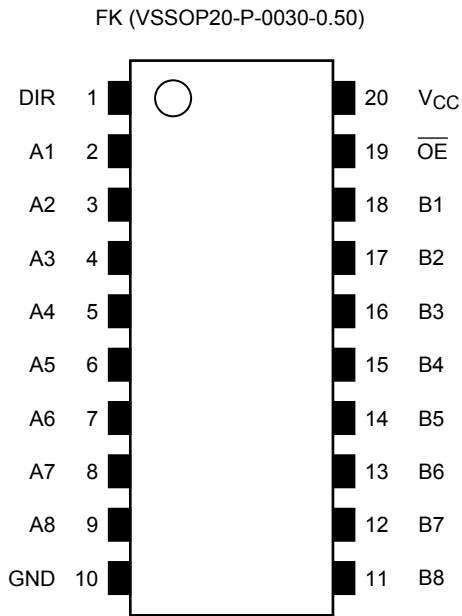 FK (VSSOP20-P-0030-0.50)
DIR 1 20 VCC
A1 2 19 O̅E̅
A2 3 18 B1
A3 4 17 B2
A4 5 16 B3
A5 6 15 B4
A6 7 14 B5
A7 8 13 B6
A8 9 12 B7
GND 10 11 B8